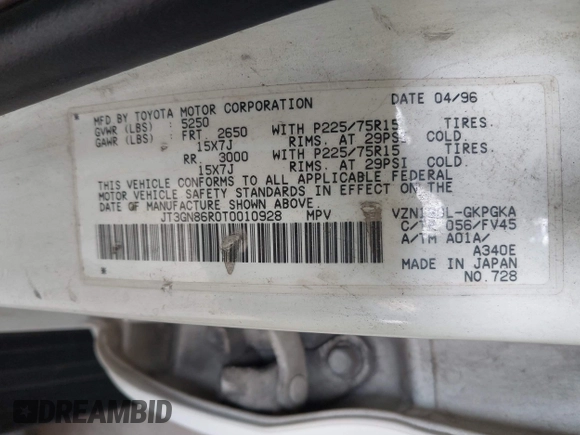 MFD BY TOYOTA MOTOR CORPORATION DATE 04/96
GVWR (LBS) : 5250
GAWR (LBS) : FRT. 2650 WITH P225/75R15 TIRES.
15X7J RIMS. AT 29PSI COLD.
RR. 3000 WITH P225/75R15 TIRES.
15X7J RIMS. AT 29PSI COLD.
THIS VEHICLE CONFORMS TO ALL APPLICABLE FEDERAL
MOTOR VEHICLE SAFETY STANDARDS IN EFFECT ON THE
DATE OF MANUFACTURE SHOWN ABOVE.
JT3GN86R0T0010928 MPV
C/TR 056/FV45
A/TM A01A/
A340E
MADE IN JAPAN
NO.728
DREAMBID